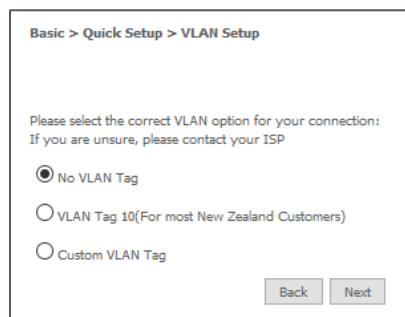 Basic > Quick Setup > VLAN Setup
Please select the correct VLAN option for your connection:
If you are unsure, please contact your ISP
No VLAN Tag
VLAN Tag 10(For most New Zealand Customers)
Custom VLAN Tag
Back Next